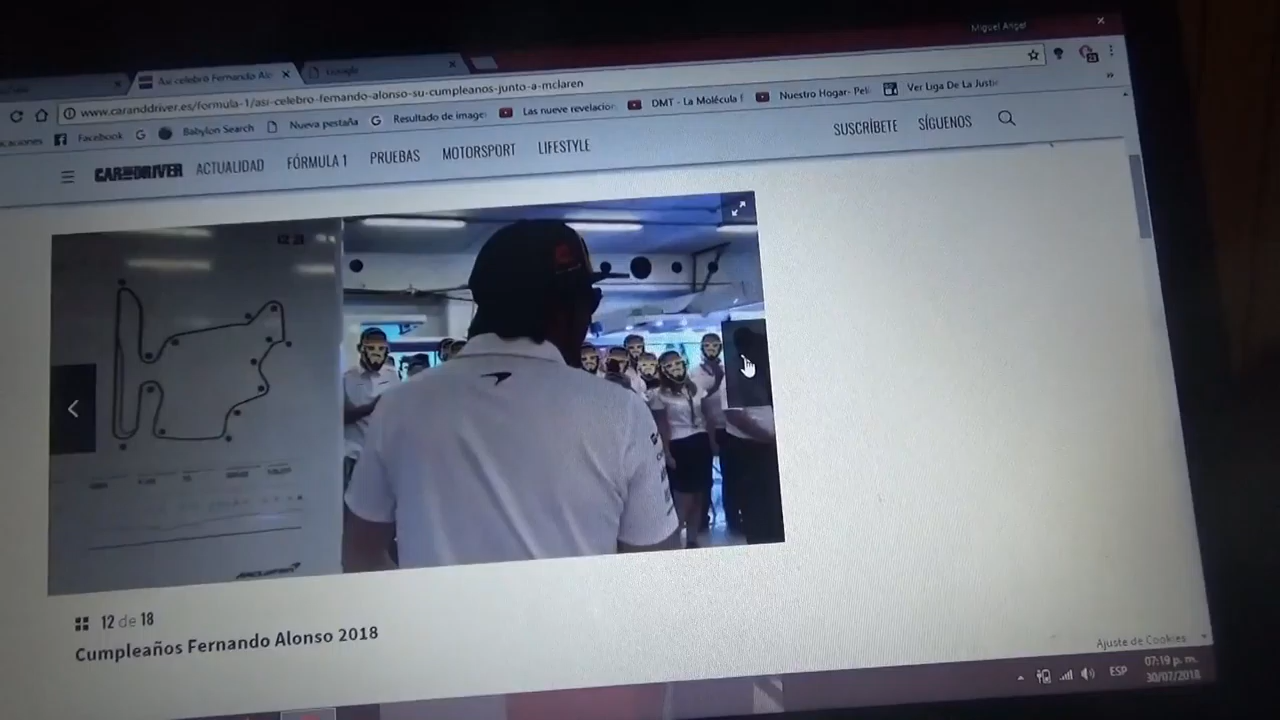 Miguel Angel
Así celebró Fernando Alo
Google
www.caranddriver.es/formula-1/asi-celebro-fernando-alonso-su-cumpleanos-junto-a-mclaren
caciones Facebook Babylon Search Nueva pestaña Resultado de image Las nueve revelacion DMT - La Molécula Nuestro Hogar- Peli Ver Liga De La Justic
CAR AND DRIVER ACTUALIDAD FÓRMULA 1 PRUEBAS MOTORSPORT LIFESTYLE SUSCRÍBETE SÍGUENOS
12 de 18
Cumpleaños Fernando Alonso 2018
Ajuste de Cookies
ESP 07:19 p. m.
30/07/2018